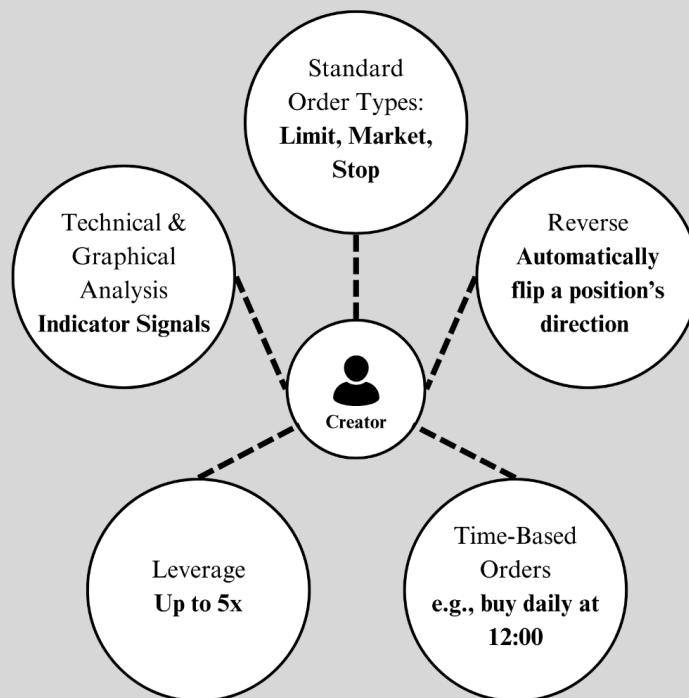 Standard
Order Types:
Limit, Market,
Stop
Technical &
Graphical
Analysis
Indicator Signals
Reverse
Automatically
flip a position's
direction
Creator
Leverage
Up to 5x
Time-Based
Orders
e.g., buy daily at
12:00